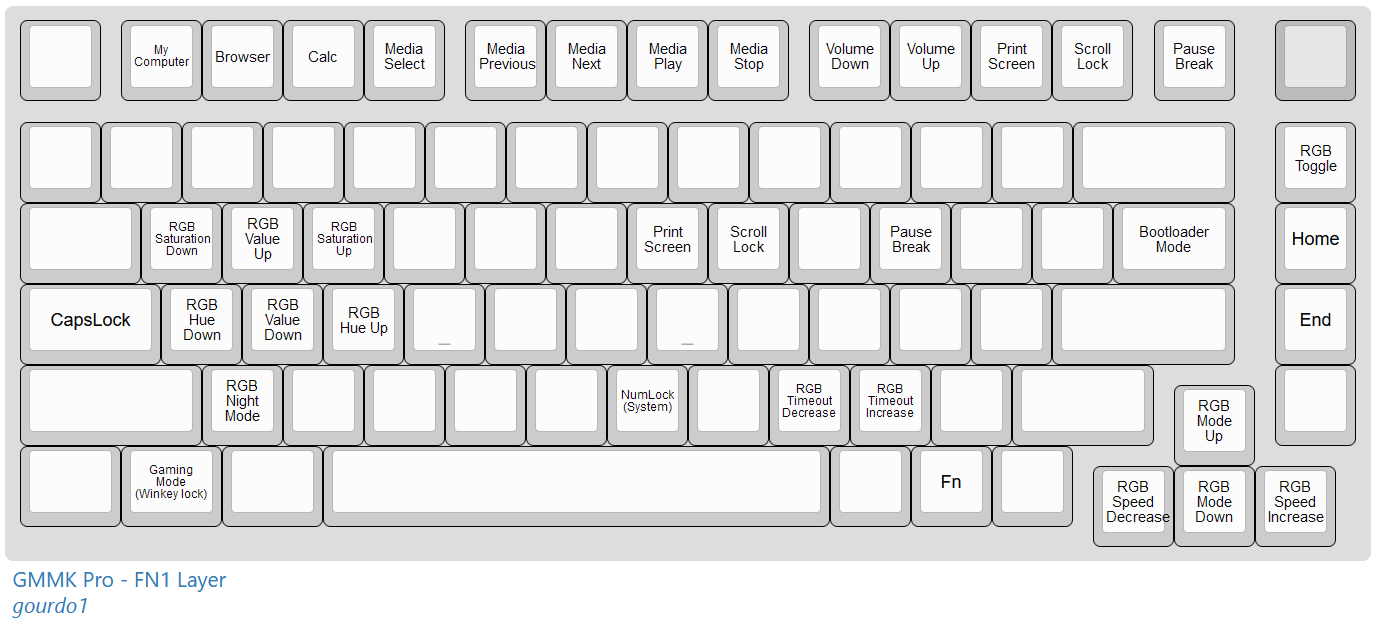 My
Computer
Browser
Calc
Media
Select
Media
Previous
Media
Next
Media
Play
Media
Stop
Volume
Down
Volume
Up
Print
Screen
Scroll
Lock
Pause
Break
RGB
Toggle
RGB
Saturation
Down
RGB
Value
Up
RGB
Saturation
Up
Print
Screen
Scroll
Lock
Pause
Break
Bootloader
Mode
Home
CapsLock
RGB
Hue
Down
RGB
Value
Down
RGB
Hue Up
_
_
End
RGB
Night
Mode
NumLock
(System)
RGB
Timeout
Decrease
RGB
Timeout
Increase
RGB
Mode
Up
Gaming
Mode
(Winkey lock)
Fn
RGB
Speed
Decrease
RGB
Mode
Down
RGB
Speed
Increase
GMMK Pro - FN1 Layer
gourdo1